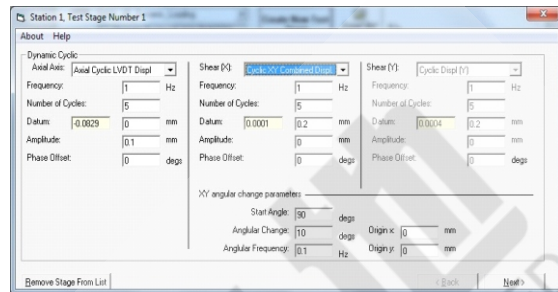 Station 1, Test Stage Number 1
About Help
Dynamic Cyclic
Axial Axis: Axial Cyclic LVDT Displ
Frequency: 1 Hz
Number of Cycles: 5
Datum: -0.0829 0 mm
Amplitude: 0.1 mm
Phase Offset: 0 degs
Shear (X): Cyclic XY Combined Displ.
Frequency: 1 Hz
Number of Cycles: 5
Datum: 0.0001 0.2 mm
Amplitude: 0 mm
Phase Offset: 0 degs
Shear (Y): Cyclic Displ (Y)
Frequency: 1 Hz
Number of Cycles: 5
Datum: 0.0004 0.2 mm
Amplitude: 0 mm
Phase Offset: 0 degs
XY angular change parameters
Start Angle: 90 degs
Anglular Change: 10 degs Origin x: 0 mm
Anglular Frequency: 0.1 Hz Origin y: 0 mm
Remove Stage From List < Back Next >